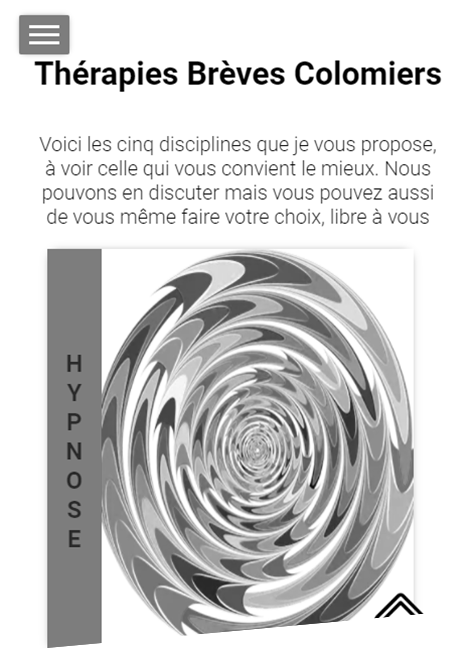 Thérapies Brèves Colomiers
Voici les cinq disciplines que je vous propose,
à voir celle qui vous convient le mieux. Nous
pouvons en discuter mais vous pouvez aussi
de vous même faire votre choix, libre à vous
HYPNOSE